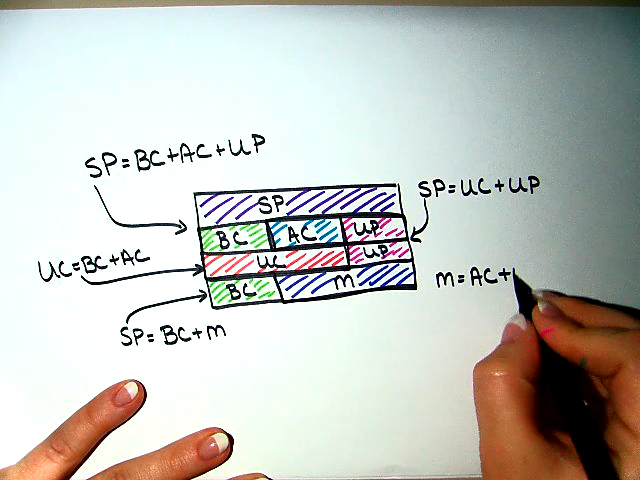 SP=BC+AC+UP
SP=UC+UP
SP
BC AC UP
UC=BC+AC
UC UP
BC M
M=AC+
SP=BC+M